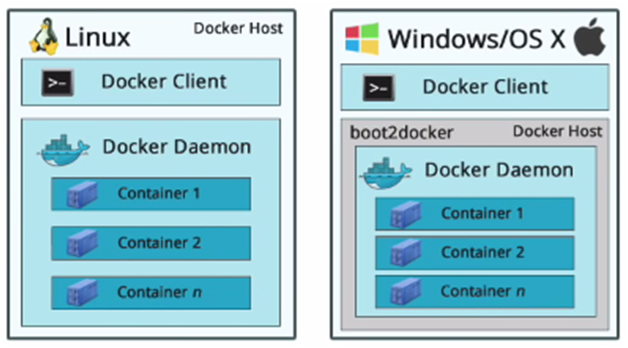 Linux
Docker Host
>_ Docker Client
Docker Daemon
Container 1
Container 2
Container n
Windows/OS X
>_ Docker Client
boot2docker
Docker Host
Docker Daemon
Container 1
Container 2
Container n